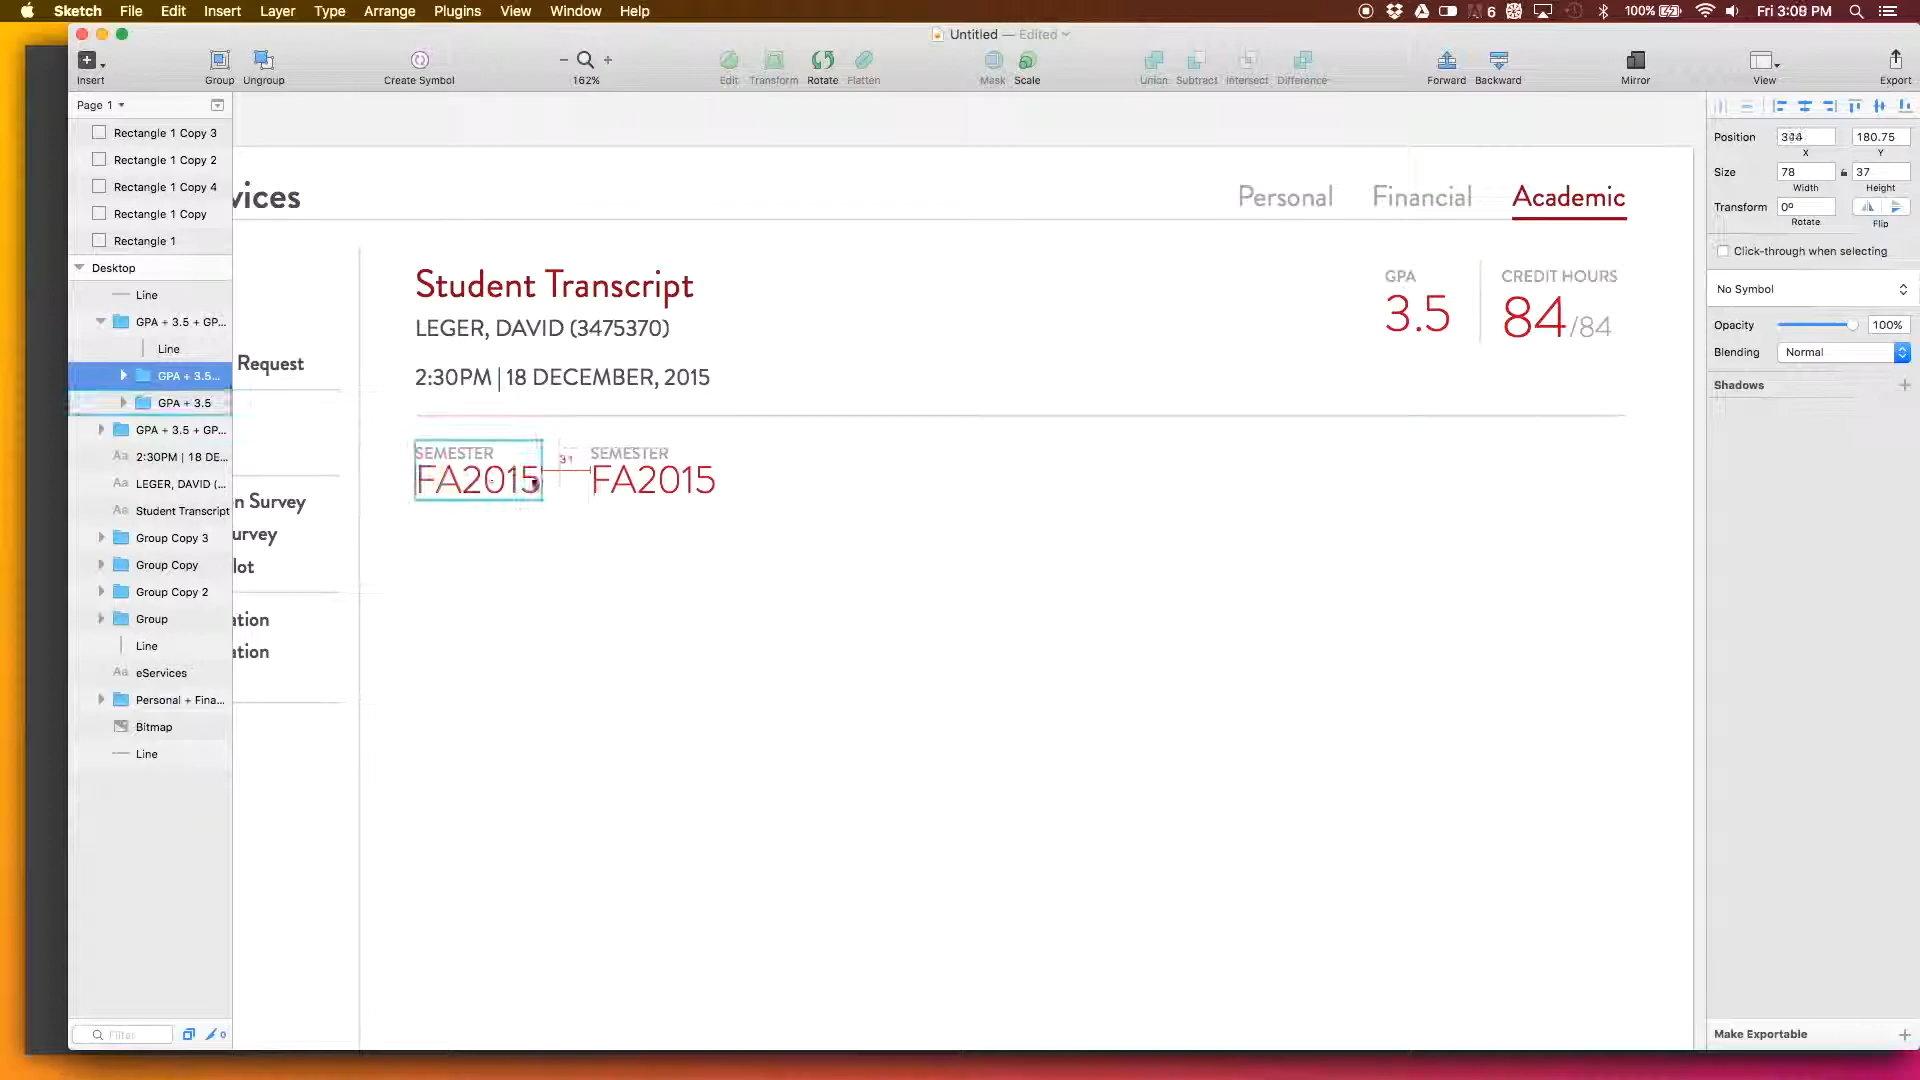 Sketch File Edit Insert Layer Type Arrange Plugins View Window Help
6 100% Fri 3:09 PM
Untitled — Edited
Insert Group Ungroup Create Symbol 162% Edit Transform Rotate Flatten Mask Scale Union Subtract Intersect Difference Forward Backward Mirror View Export
Page 1
Rectangle 1 Copy 3
Rectangle 1 Copy 2
Rectangle 1 Copy 4
Rectangle 1 Copy
Rectangle 1
Desktop
Line
GPA + 3.5 + GP...
Line
GPA + 3.5...
GPA + 3.5
GPA + 3.5 + GP...
Aa 2:30PM | 18 DE...
Aa LEGER, DAVID (...
Aa Student Transcript
Group Copy 3
Group Copy
Group Copy 2
Group
Line
Aa eServices
Personal + Fina...
Bitmap
Line
Filter
0
vices
Personal Financial Academic
Request
n Survey
urvey
lot
ation
ation
Student Transcript
LEGER, DAVID (3475370)
2:30PM | 18 DECEMBER, 2015
GPA
3.5
CREDIT HOURS
84/84
SEMESTER
FA2015
SEMESTER
FA2015
Position 180.75
X Y
Size 78 37
Width Height
Transform 0º
Rotate Flip
Click-through when selecting
No Symbol
Opacity 100%
Blending Normal
Shadows
Make Exportable